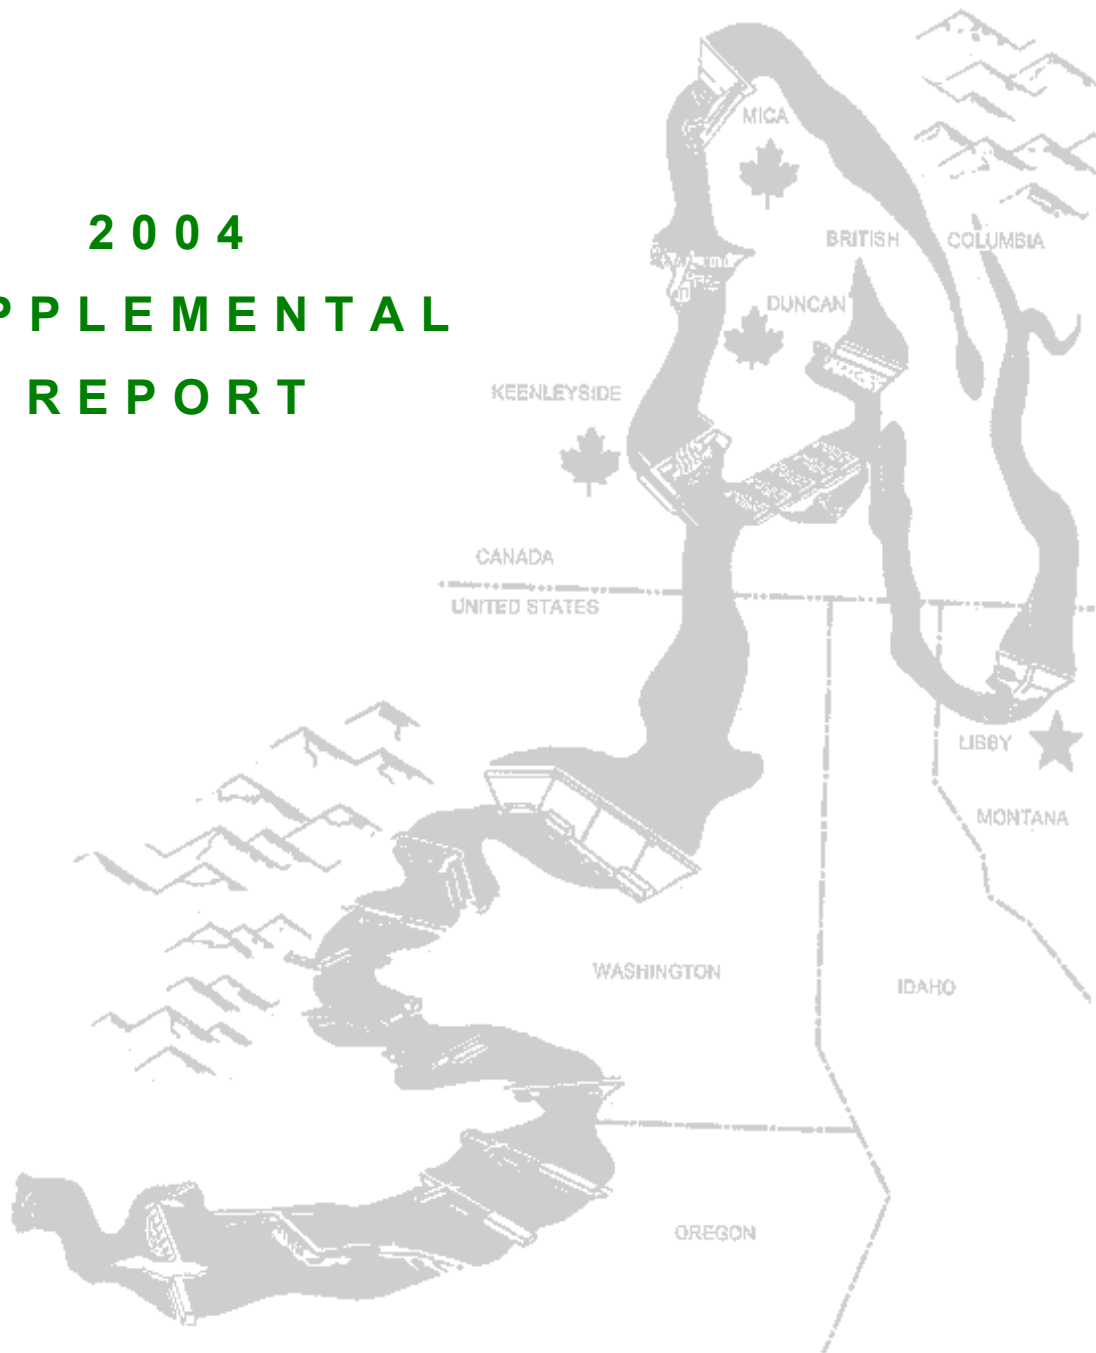 2004
PPLEMENTAL
REPORT
MICA
BRITISH COLUMBIA
DUNCAN
KEENLEYSIDE
CANADA
UNITED STATES
LIBBY
MONTANA
WASHINGTON
IDAHO
OREGON